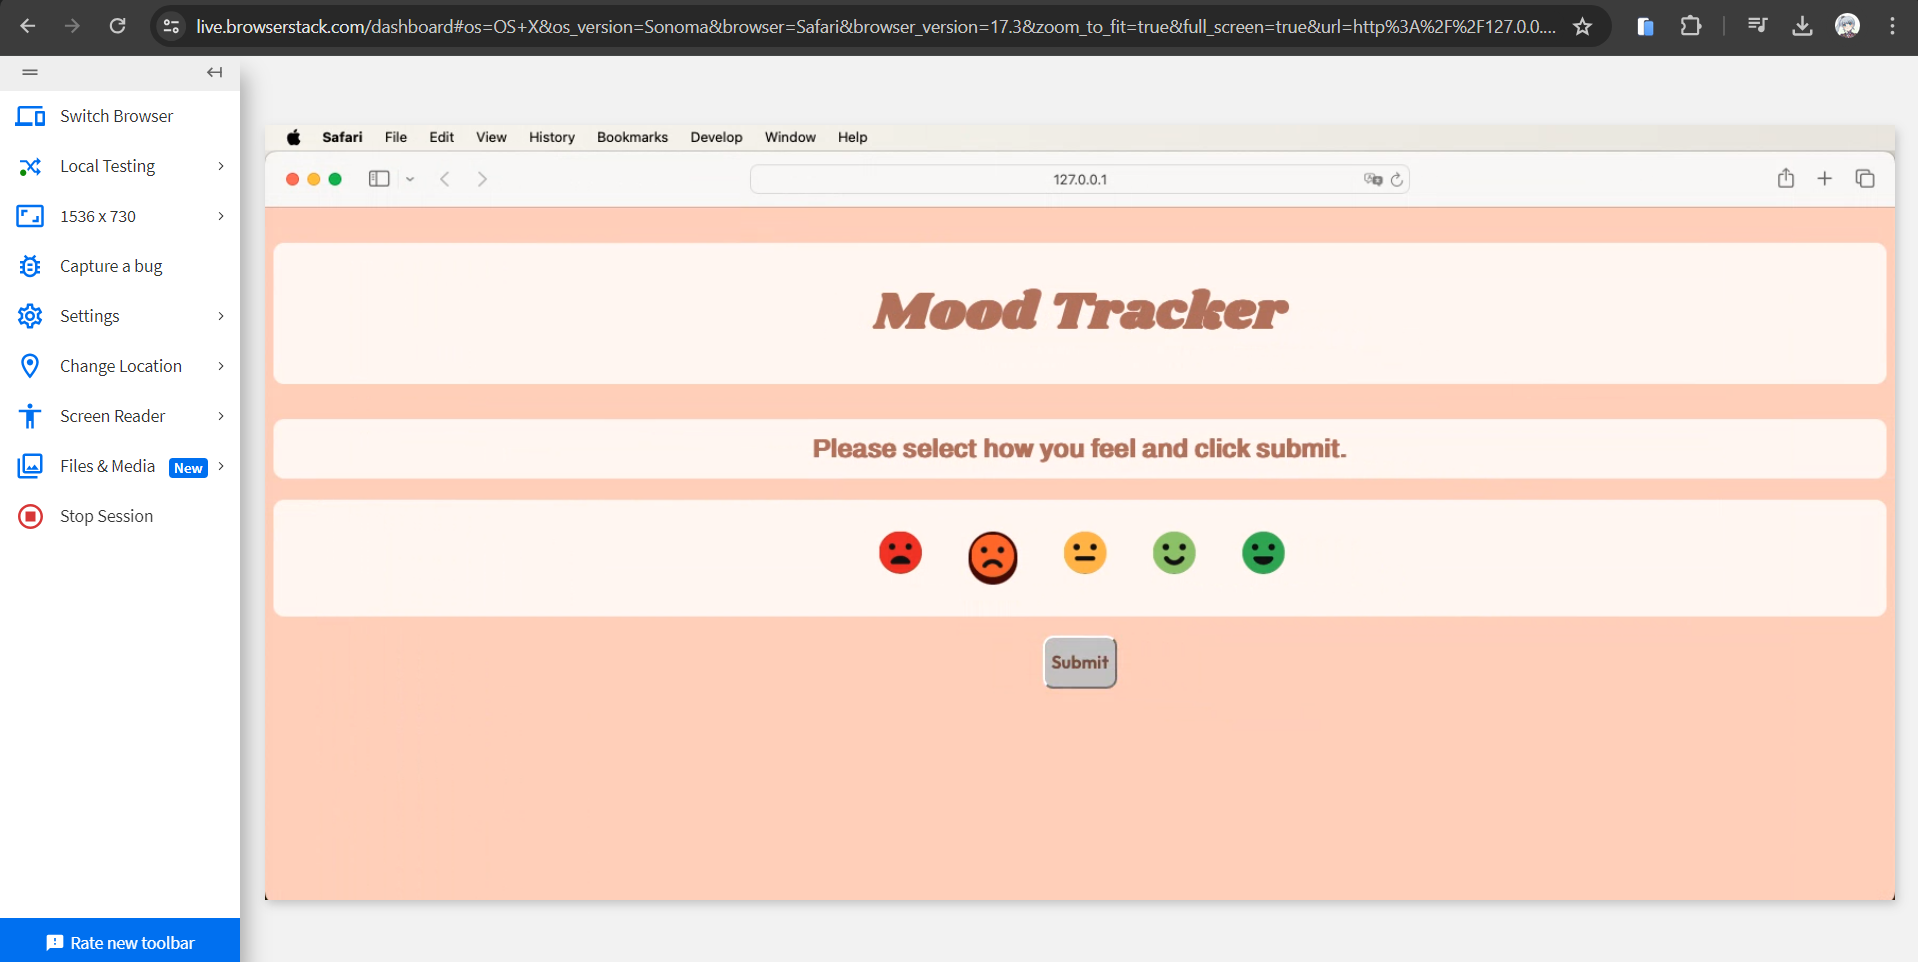 live.browserstack.com/dashboard#os=OS+X&os_version=Sonoma&browser=Safari&browser_version=17.3&zoom_to_fit=true&full_screen=true&url=http%3A%2F%2F127.0.0....
Switch Browser
Local Testing
1536 x 730
Capture a bug
Settings
Change Location
Screen Reader
Files & Media New
Stop Session
Rate new toolbar
Safari File Edit View History Bookmarks Develop Window Help
127.0.0.1
Mood Tracker
Please select how you feel and click submit.
Submit